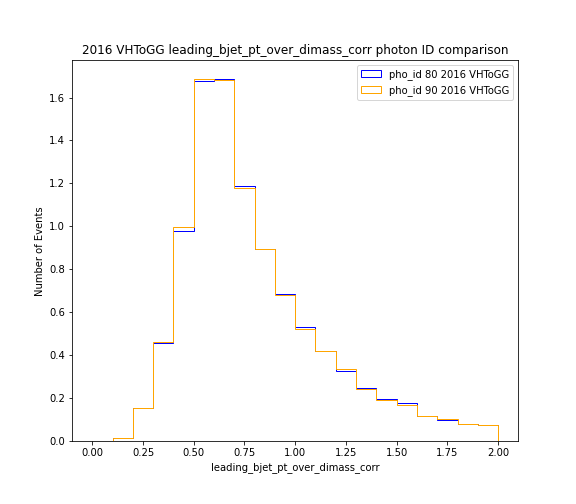 2016 VHToGG leading_bjet_pt_over_dimass_corr photon ID comparison
pho_id 80 2016 VHToGG
pho_id 90 2016 VHToGG
Number of Events
1.6
1.4
1.2
1.0
0.8
0.6
0.4
0.2
0.0
0.00 0.25 0.50 0.75 1.00 1.25 1.50 1.75 2.00
leading_bjet_pt_over_dimass_corr